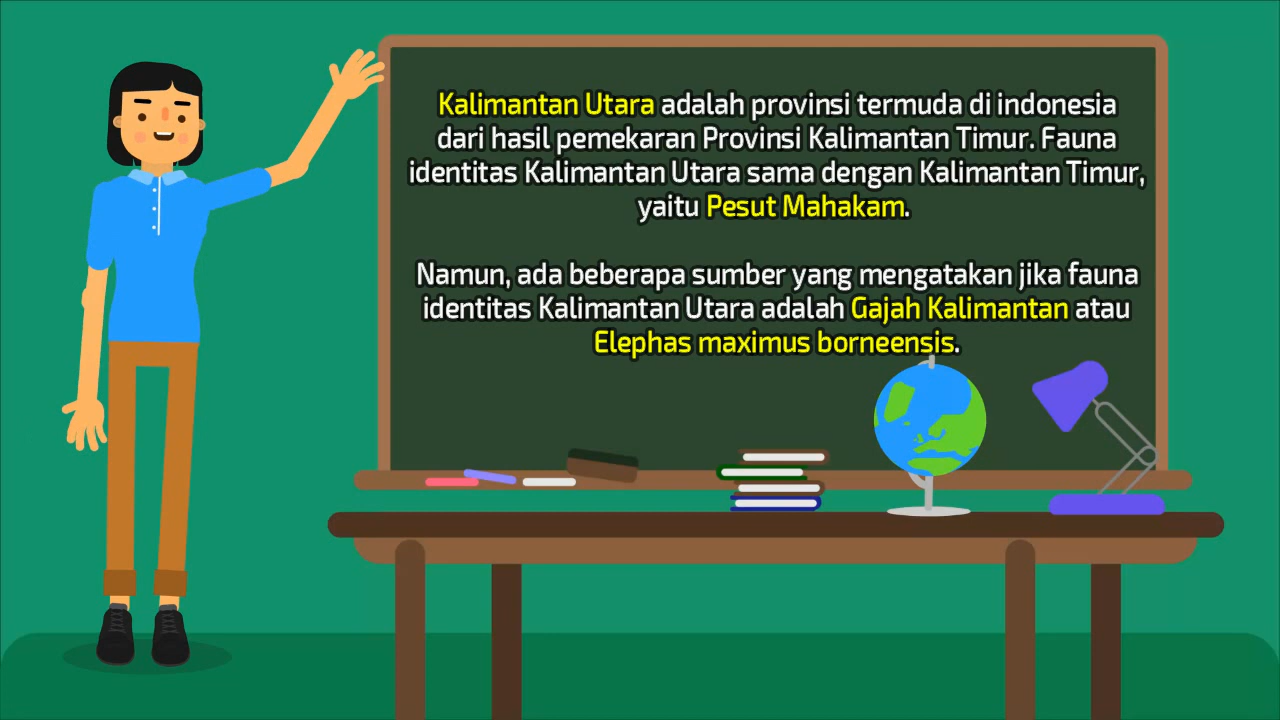 Kalimantan Utara adalah provinsi termuda di indonesia
dari hasil pemekaran Provinsi Kalimantan Timur. Fauna
identitas Kalimantan Utara sama dengan Kalimantan Timur,
yaitu Pesut Mahakam.
Namun, ada beberapa sumber yang mengatakan jika fauna
identitas Kalimantan Utara adalah Gajah Kalimantan atau
Elephas maximus borneensis.